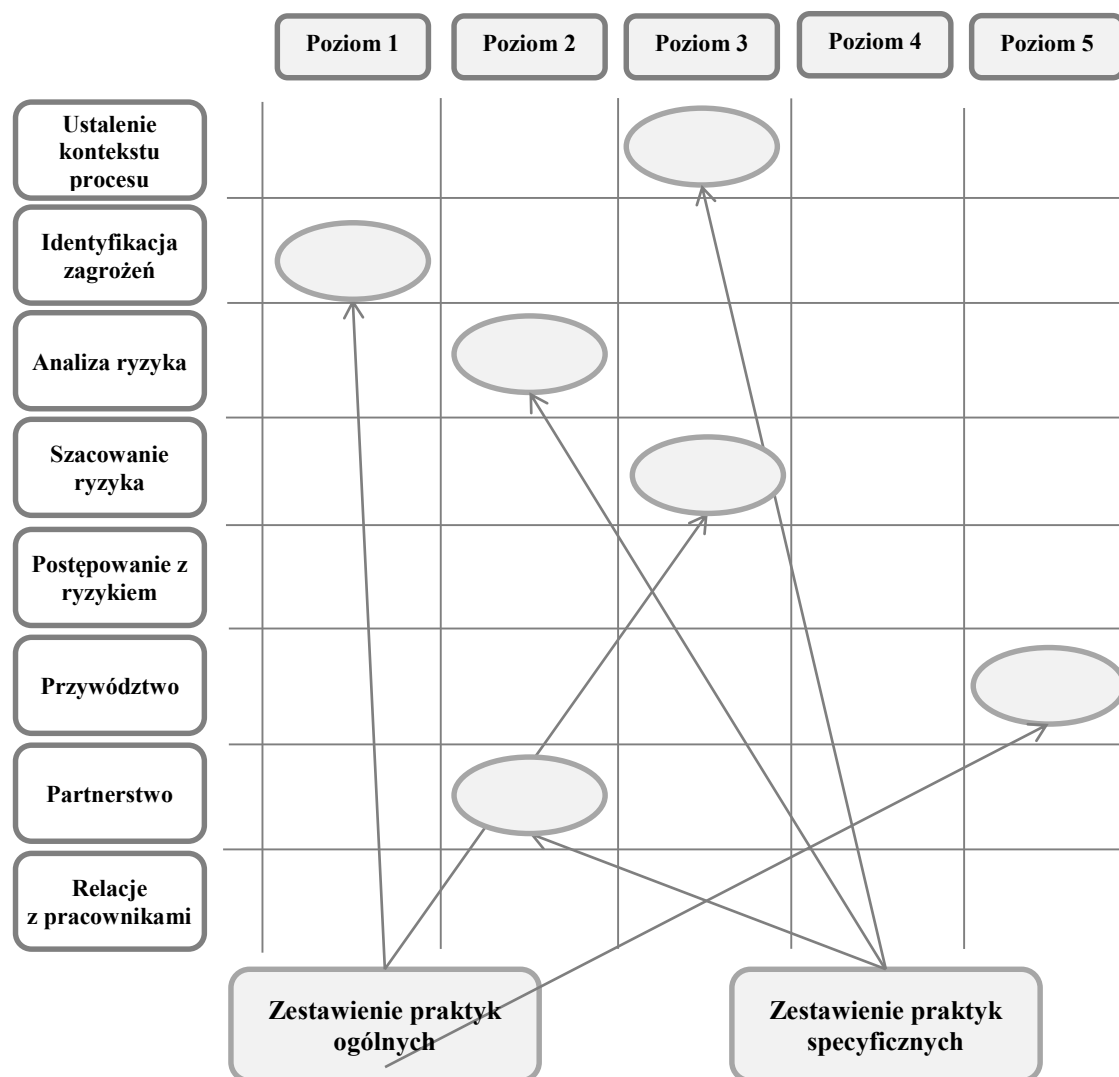 Poziom 1
Poziom 2
Poziom 3
Poziom 4
Poziom 5
Ustalenie
kontekstu
procesu
Identyfikacja
zagrożeń
Analiza ryzyka
Szacowanie
ryzyka
Postępowanie z
ryzykiem
Przywództwo
Partnerstwo
Relacje
z pracownikami
Zestawienie praktyk
ogólnych
Zestawienie praktyk
specyficznych